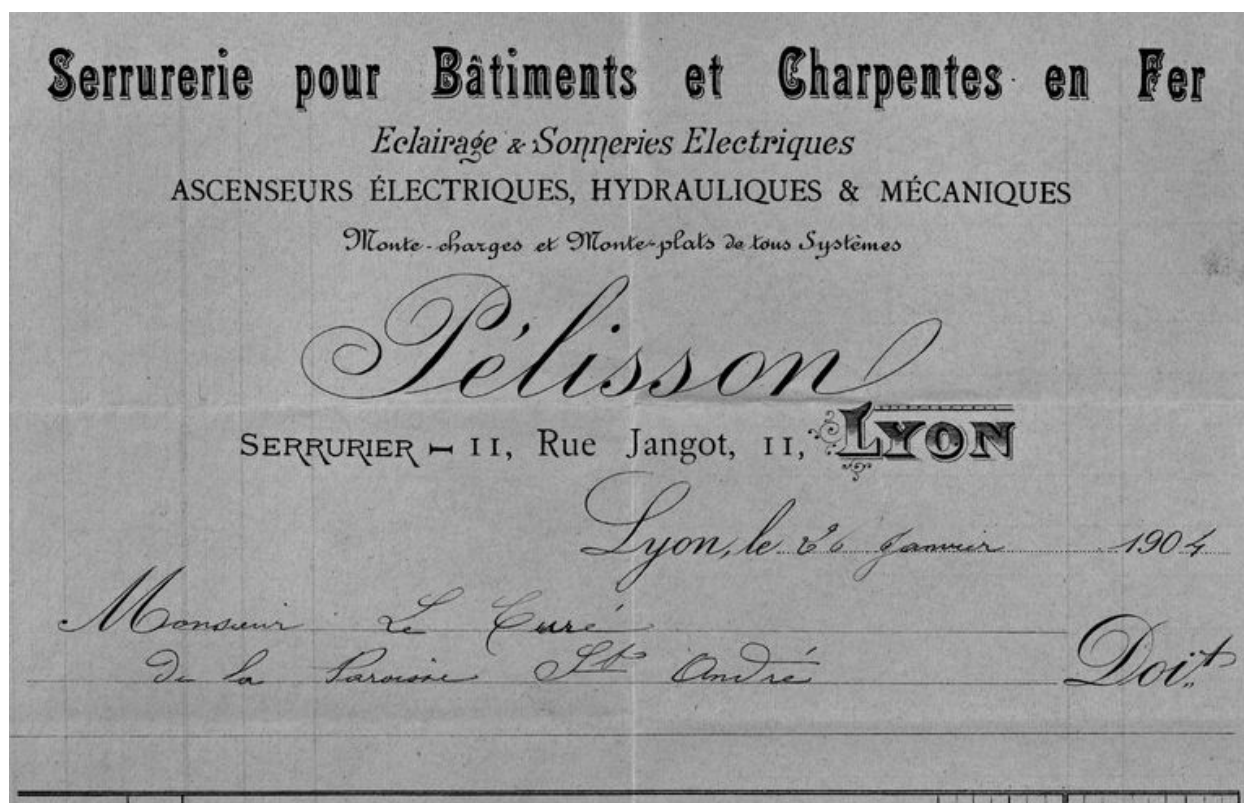 Serrurerie pour Bâtiments et Charpentes en Fer
Eclairage & Sonneries Electriques
ASCENSEURS ÉLECTRIQUES, HYDRAULIQUES & MÉCANIQUES
Monte-charges et Monte-plats de tous Systèmes
Pélisson
SERRURIER – 11, Rue Jangot, 11, LYON
Lyon, le 26 Janvier 1904
Monsieur Le Curé
de la Paroisse St André Doit